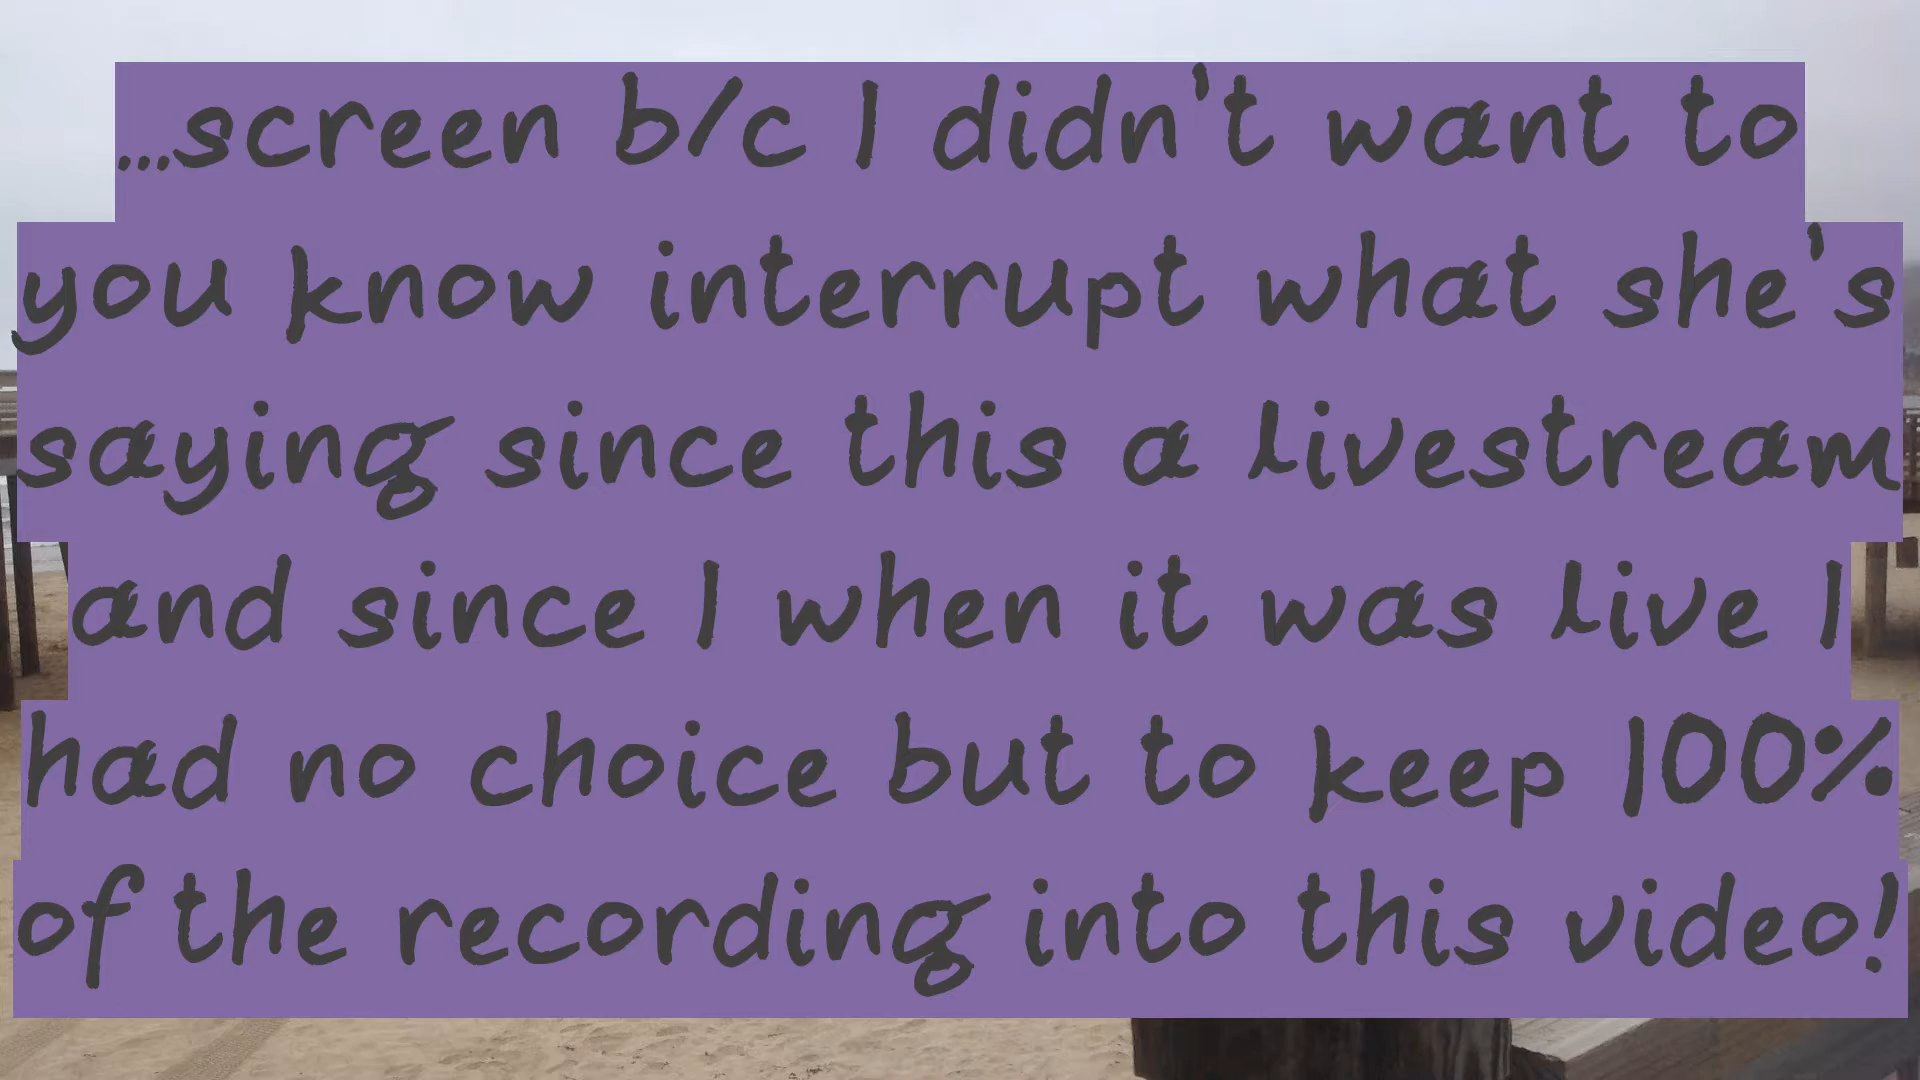 ...screen b/c I didn't want to
you know interrupt what she's
saying since this a livestream
and since I when it was live I
had no choice but to keep 100%
of the recording into this video!